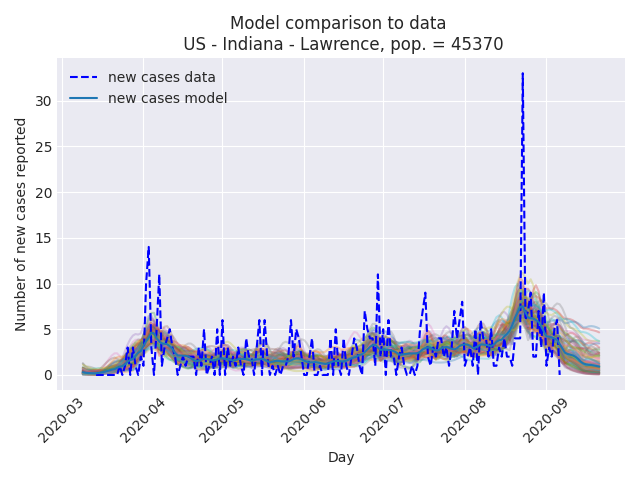 Model comparison to data
US - Indiana - Lawrence, pop. = 45370
new cases data
new cases model
Number of new cases reported
30
25
20
15
10
5
0
2020-03
2020-04
2020-05
2020-06
2020-07
2020-08
2020-09
Day